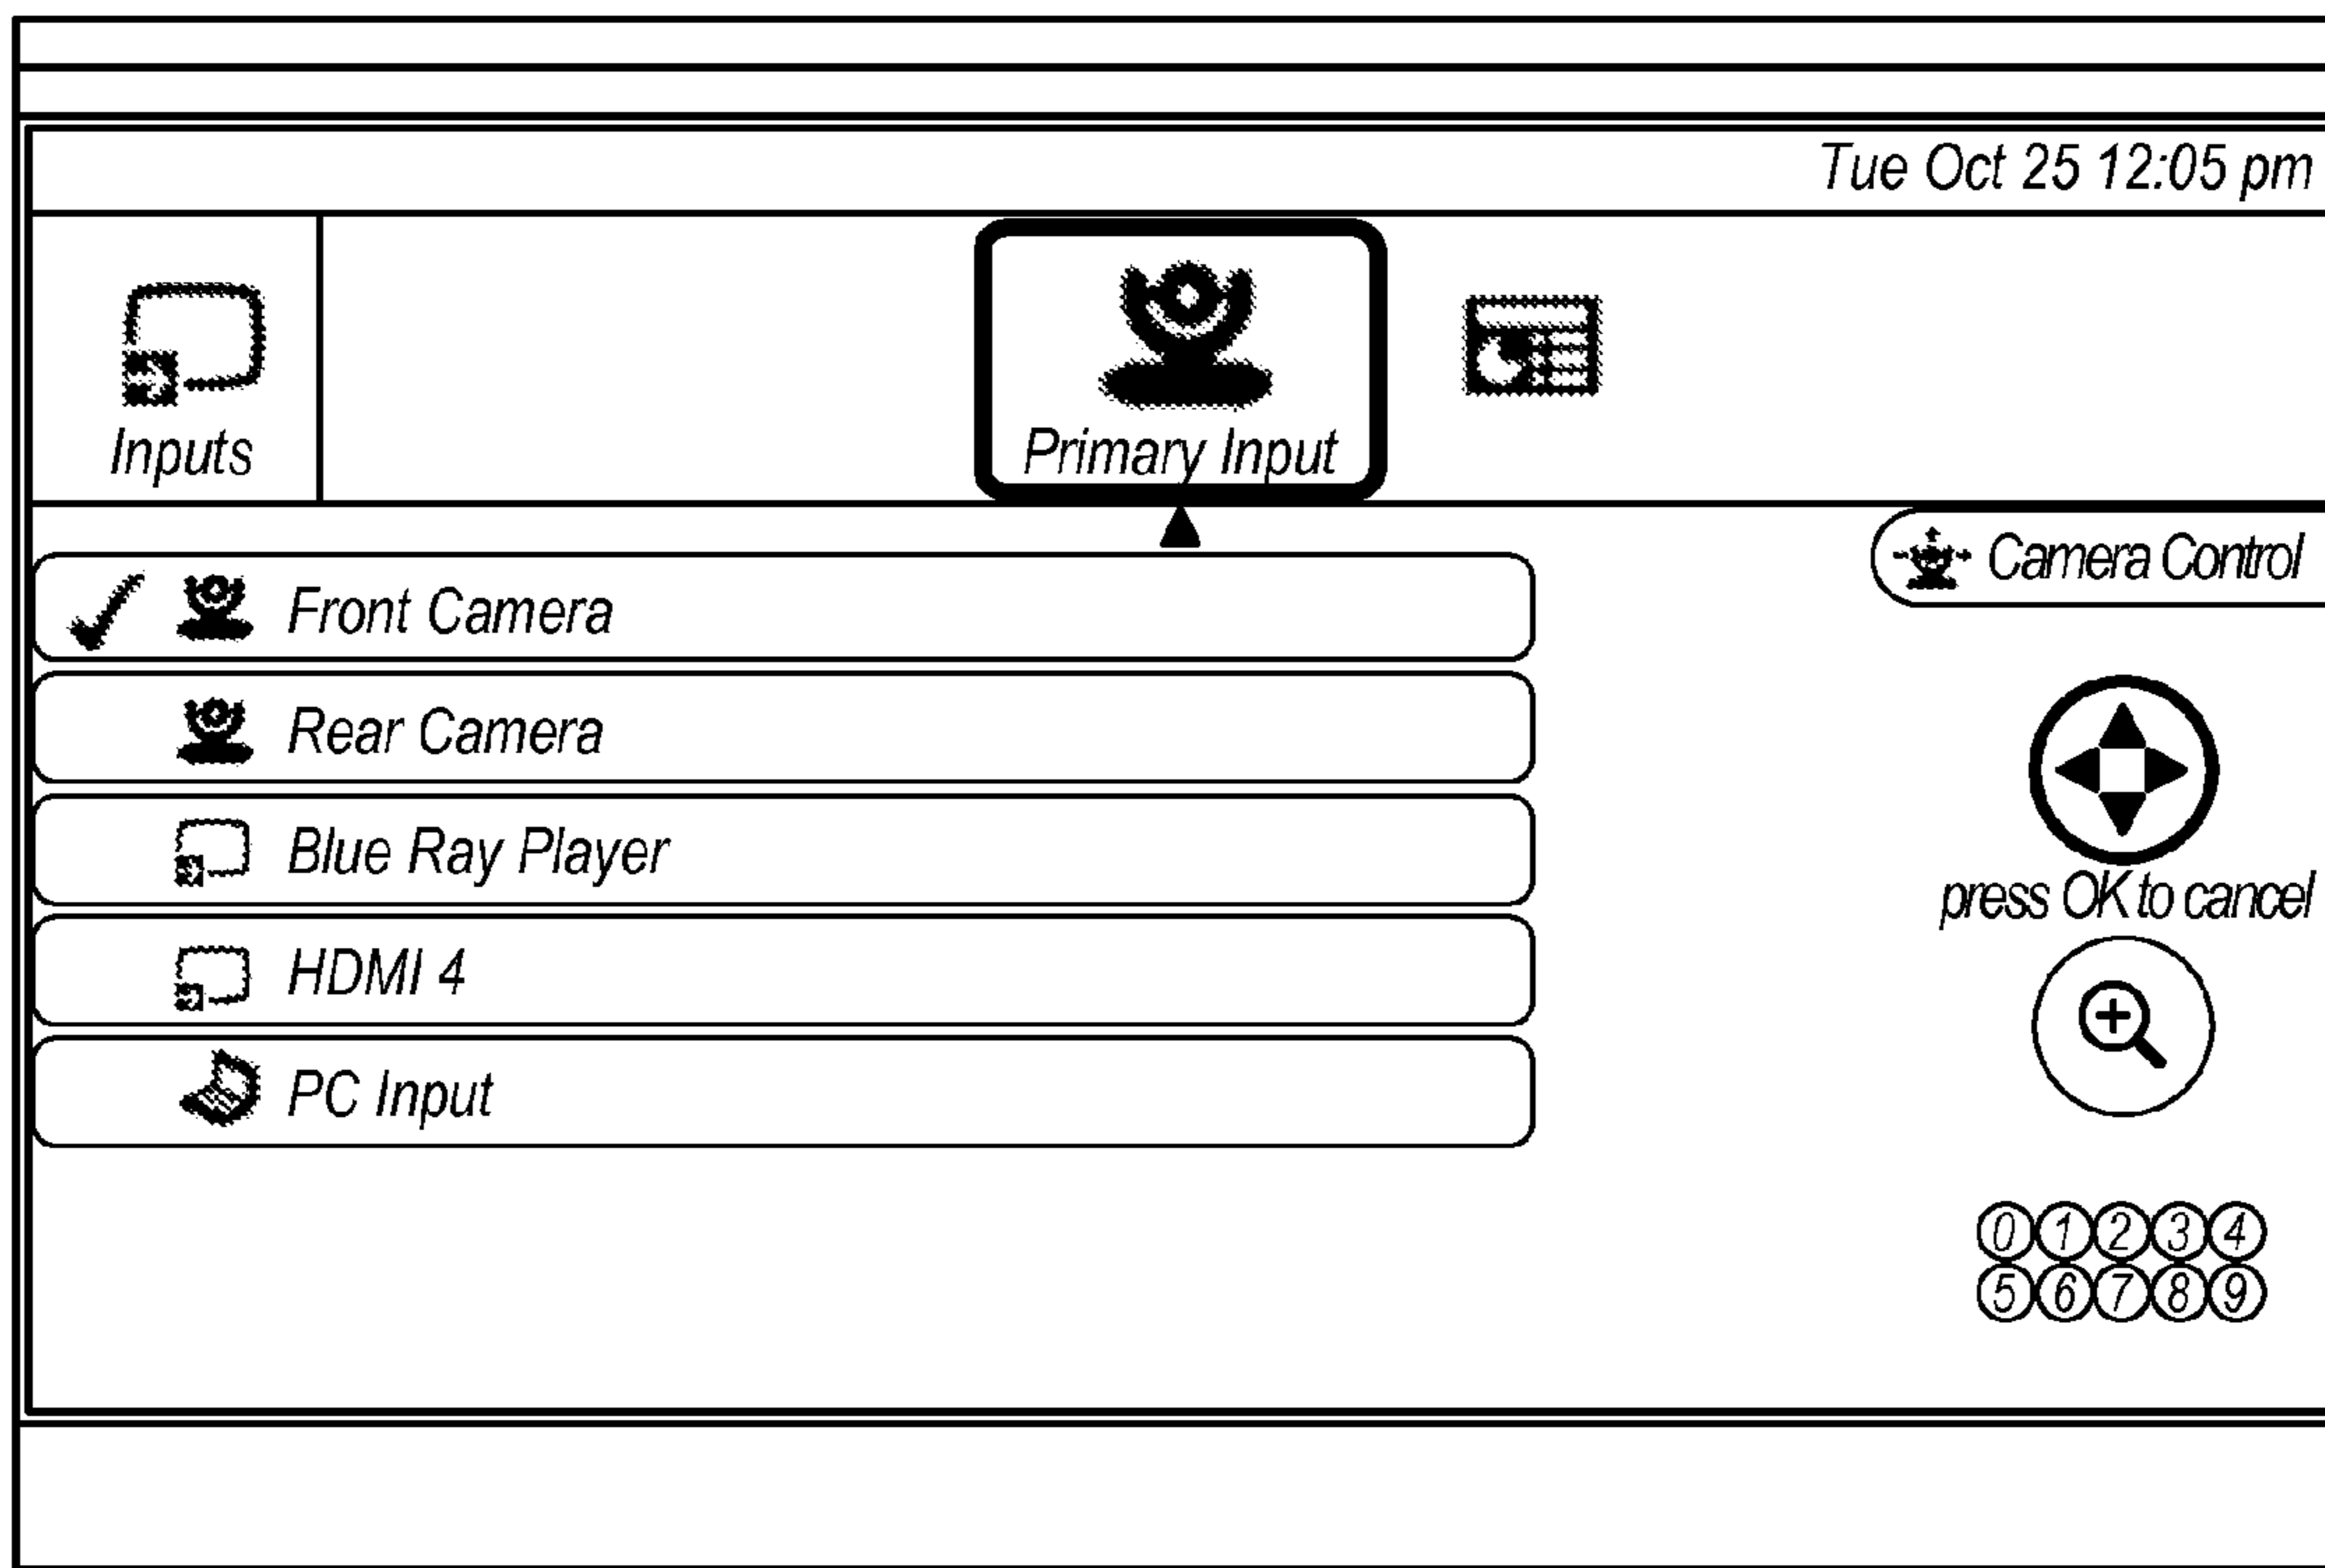 Tue Oct 25 12:05 pm
Inputs
Primary Input
Camera Control
Front Camera
Rear Camera
Blue Ray Player
press OK to cancel
HDMI 4
PC Input
0 1 2 3 4
5 6 7 8 9